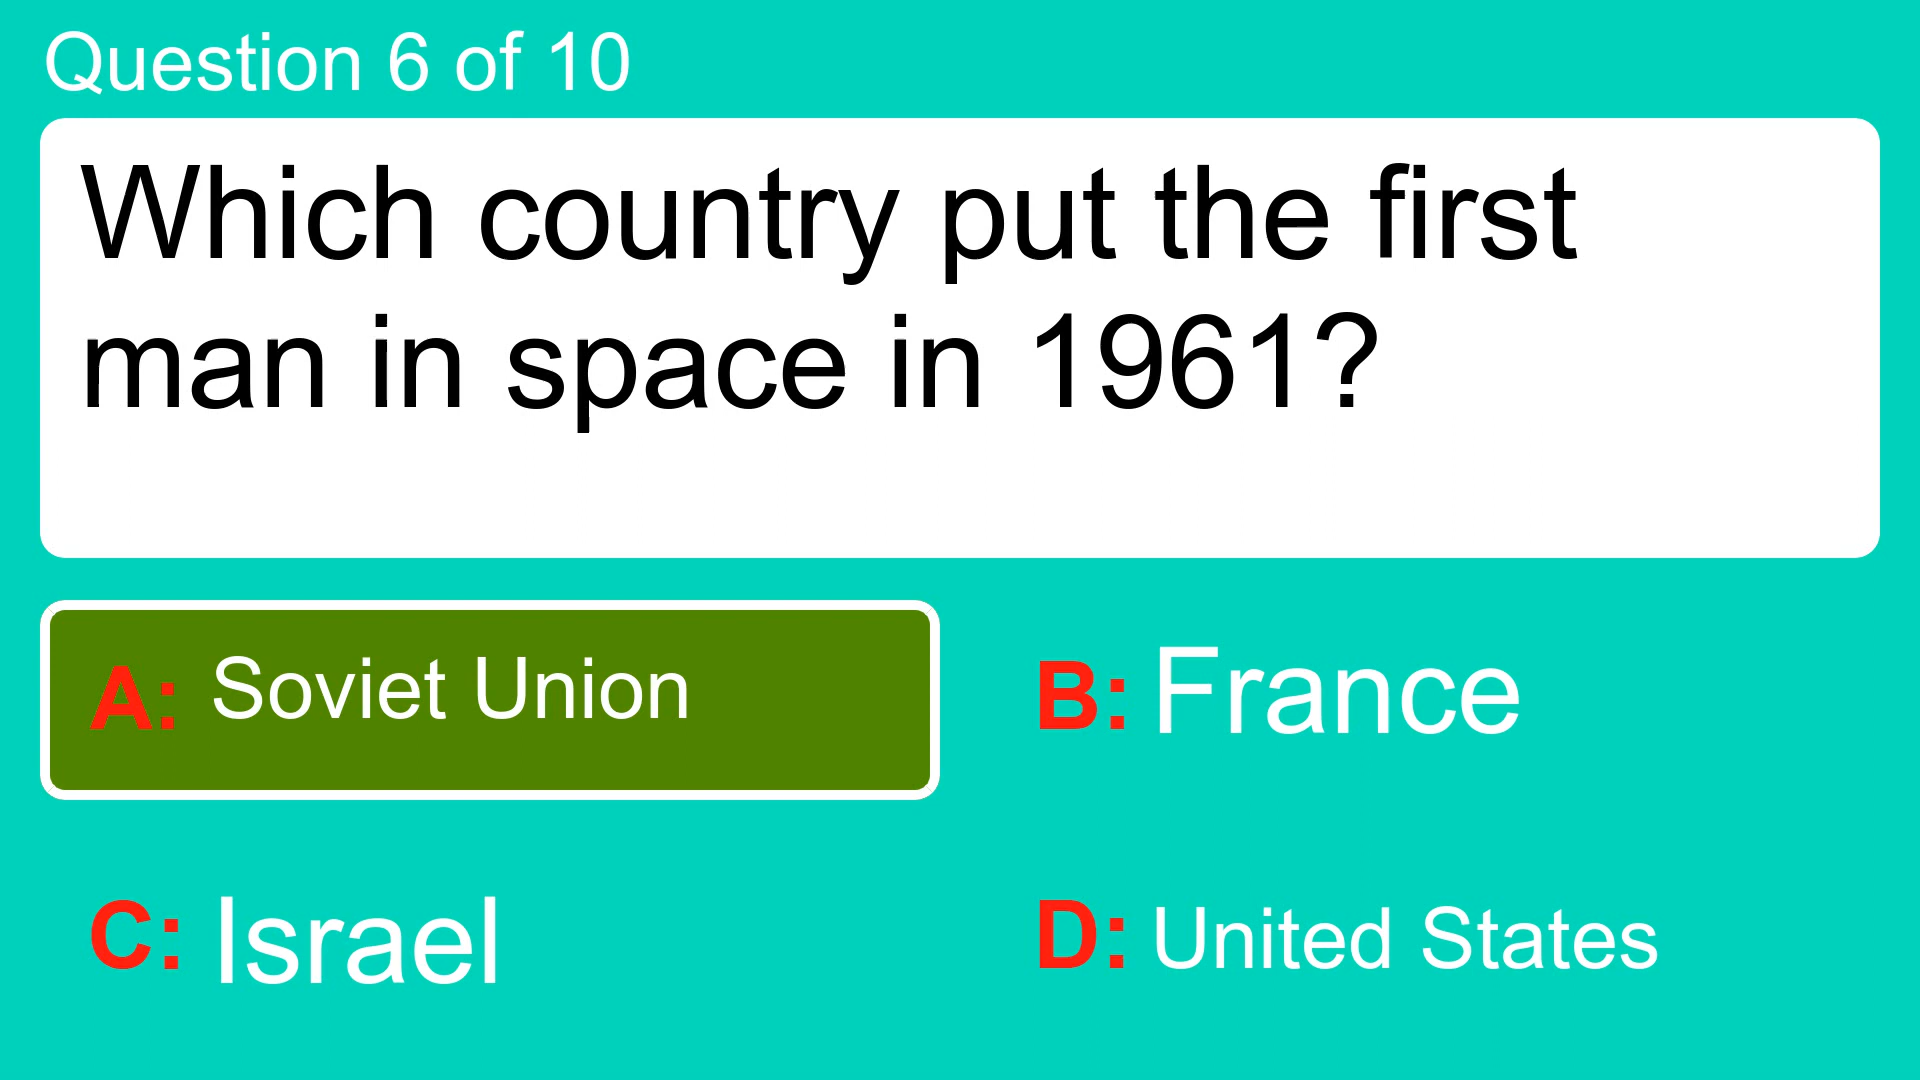 Question 6 of 10
Which country put the first
man in space in 1961?
A: Soviet Union
B: France
C: Israel
D: United States